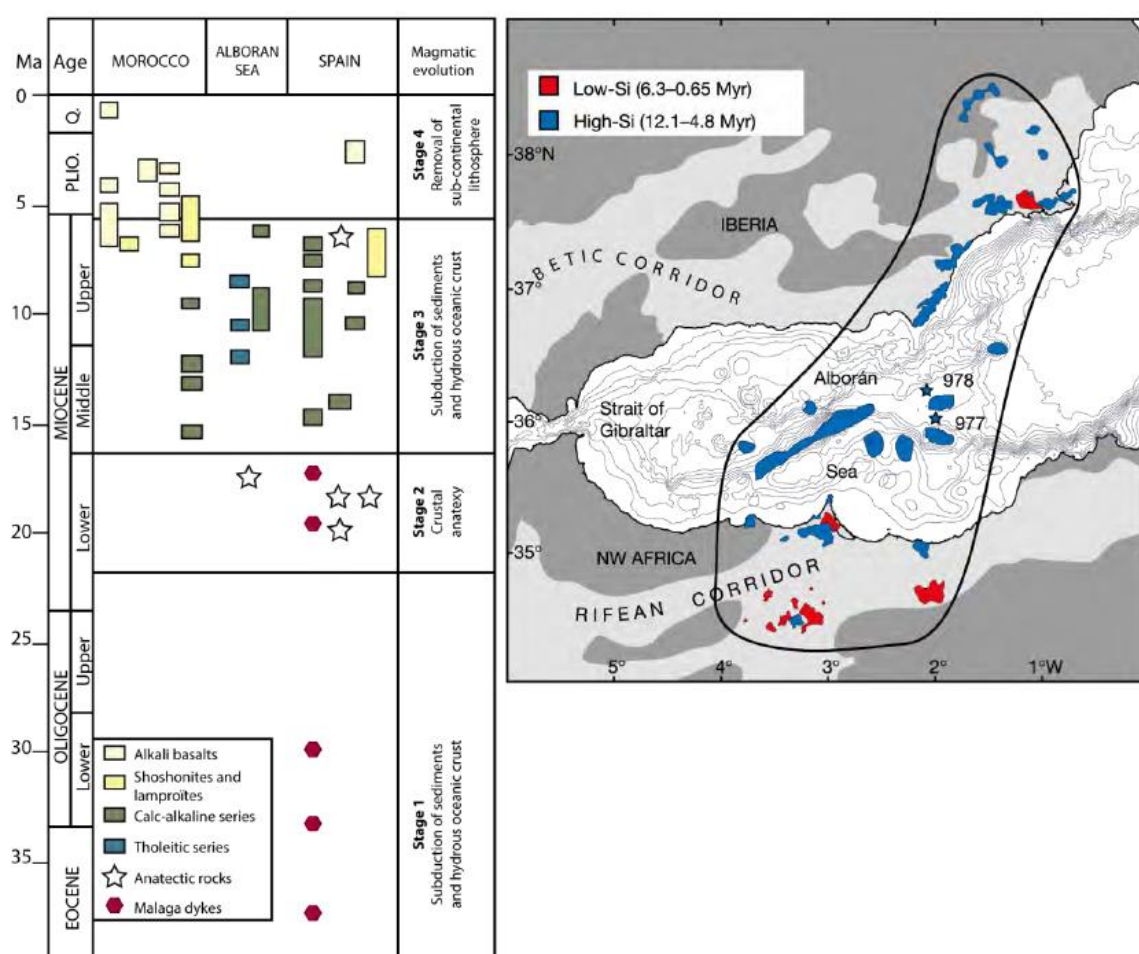 Ma
Age
MOROCCO
ALBORAN
SEA
SPAIN
Magmatic
evolution
0
5
10
15
20
25
30
35
Q.
PLIO.
MIOCENE
Upper
Middle
Lower
OLIGOCENE
Upper
Lower
EOCENE
Stage 4
Removal of
sub-continental
lithosphere
Stage 3
Subduction of sediments
and hydrous oceanic crust
Stage 2
Crustal
anatexy
Stage 1
Subduction of sediments
and hydrous oceanic crust
Alkali basalts
Shoshonites and
lamproïtes
Calc-alkaline series
Tholeitic series
Anatectic rocks
Malaga dykes
Low-Si (6.3–0.65 Myr)
High-Si (12.1–4.8 Myr)
38°N
37°
36°
35°
IBERIA
BETIC CORRIDOR
Alborán
978
977
Strait of
Gibraltar
Sea
NW AFRICA
RIFEAN CORRIDOR
5°
4°
3°
2°
1°W